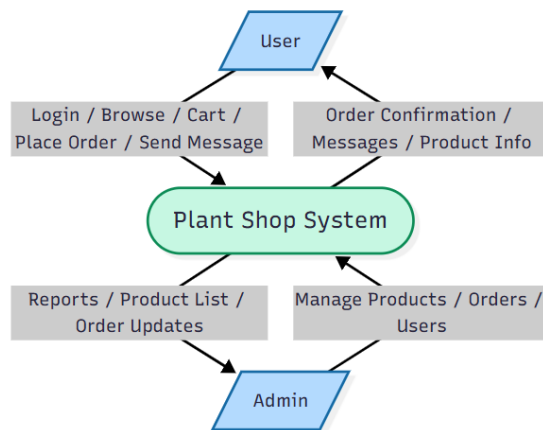 User
Login / Browse / Cart /
Place Order / Send Message
Order Confirmation /
Messages / Product Info
Plant Shop System
Reports / Product List /
Order Updates
Manage Products / Orders /
Users
Admin